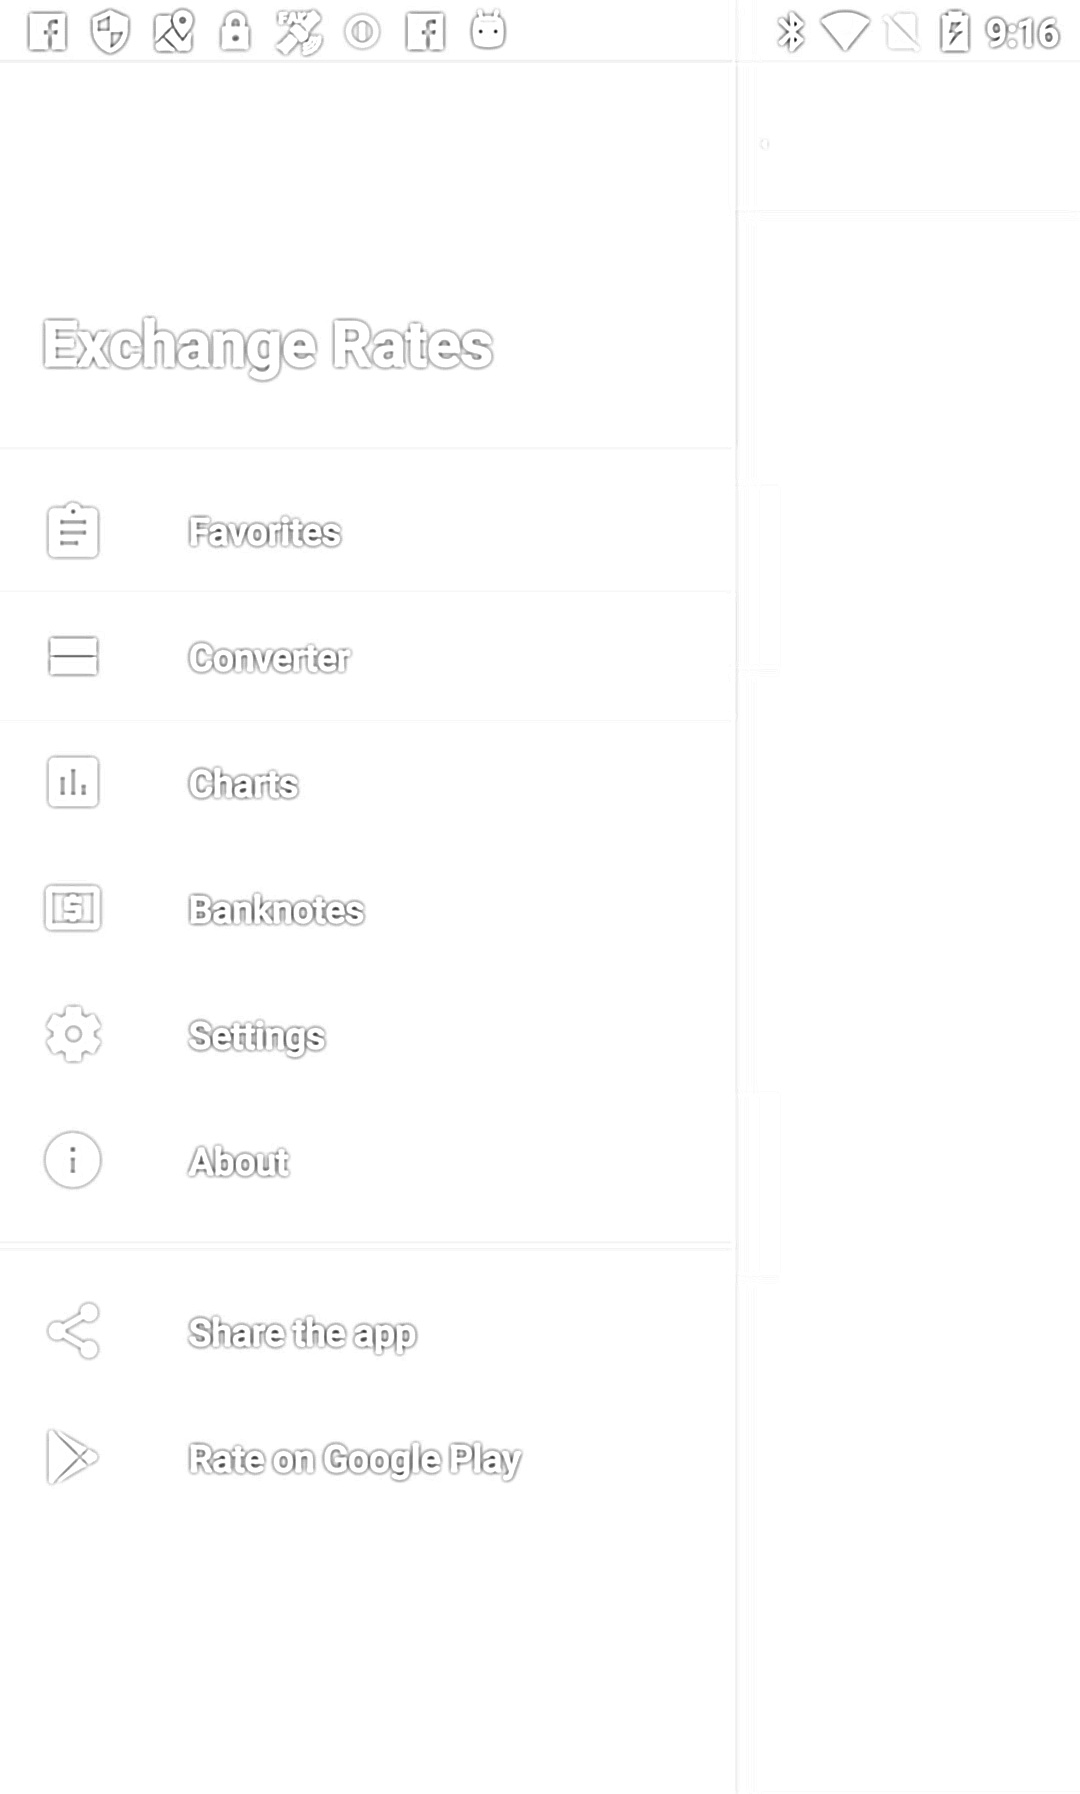 9:16
Exchange Rates
Favorites
Converter
Charts
Banknotes
Settings
About
Share the app
Rate on Google Play